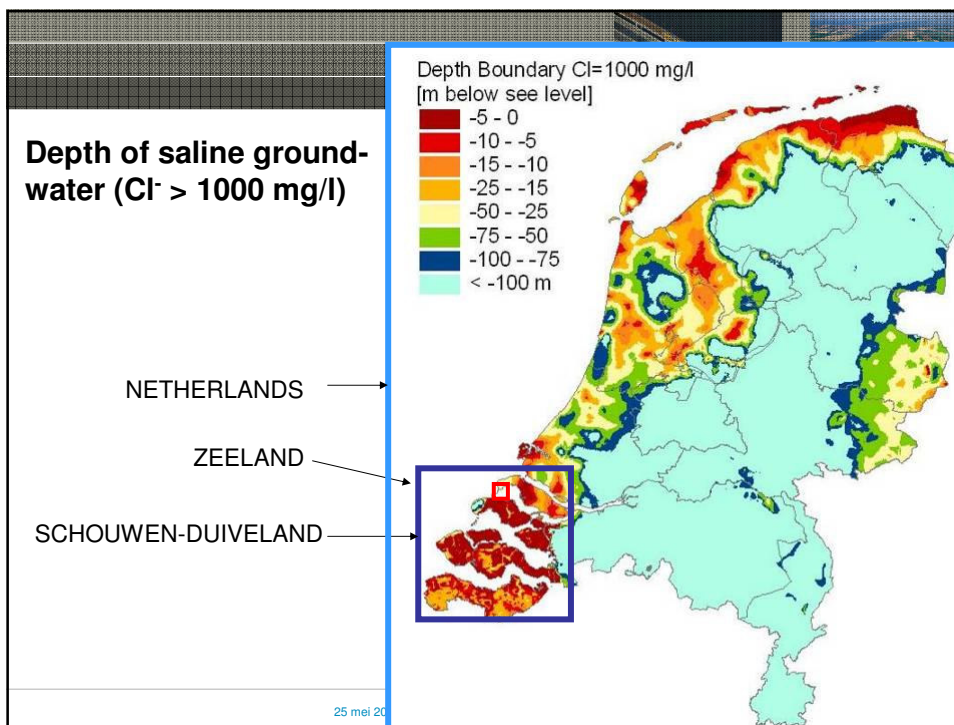 Depth of saline ground-
water (Cl- > 1000 mg/l)
Depth Boundary Cl=1000 mg/l
[m below see level]
-5 - 0
-10 - -5
-15 - -10
-25 - -15
-50 - -25
-75 - -50
-100 - -75
< -100 m
NETHERLANDS
ZEELAND
SCHOUWEN-DUIVELAND
25 mei 20